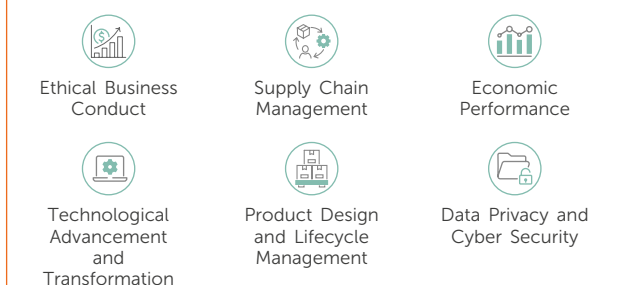 Ethical Business
Conduct
Supply Chain
Management
Economic
Performance
Technological
Advancement
and
Transformation
Product Design
and Lifecycle
Management
Data Privacy and
Cyber Security